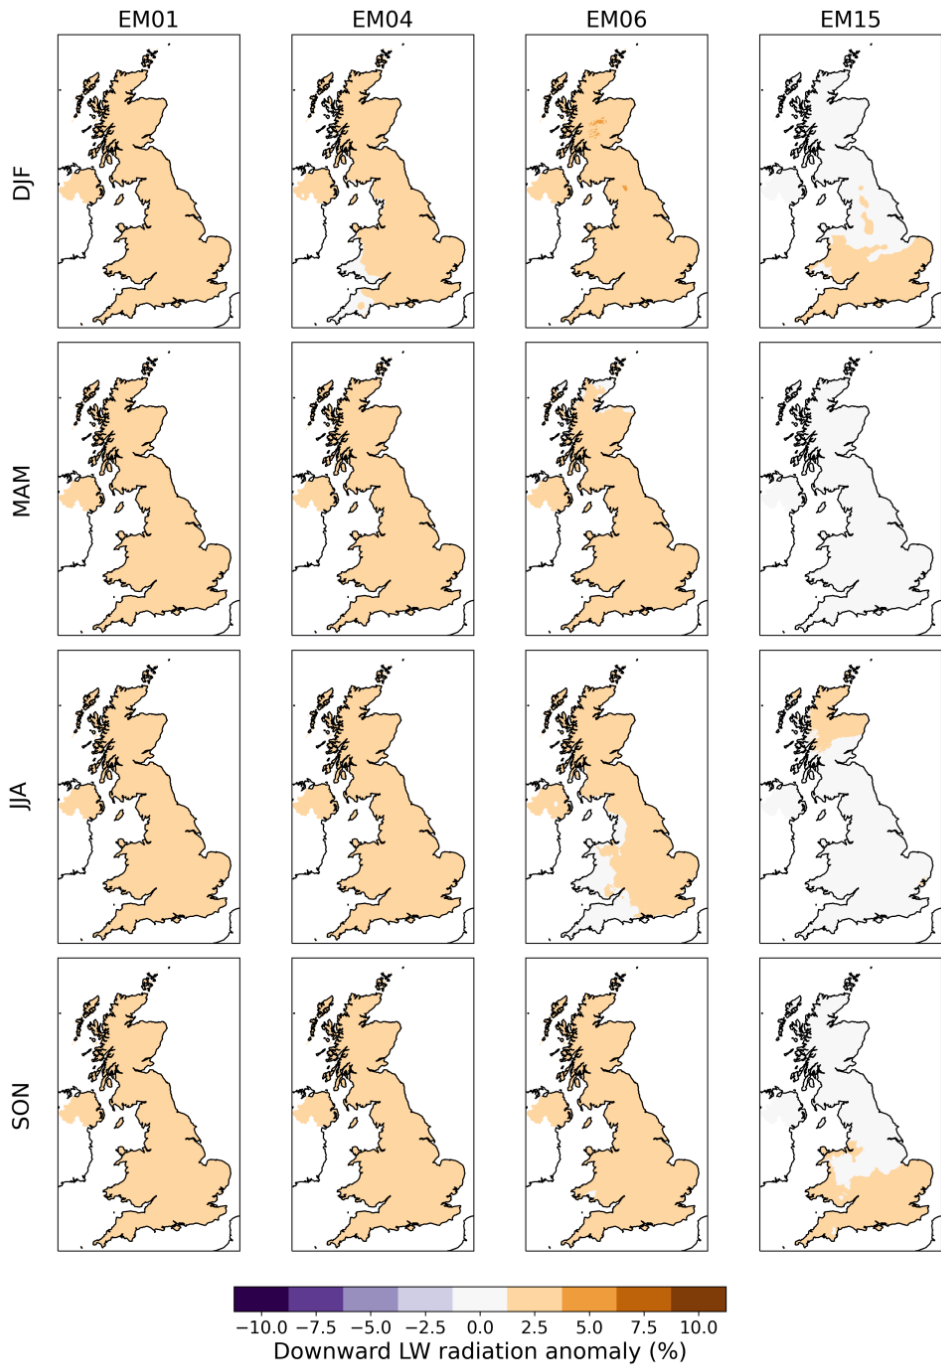 EM01 EM04 EM06 EM15
DJF
MAM
JJA
SON
−10.0 −7.5 −5.0 −2.5 0.0 2.5 5.0 7.5 10.0
Downward LW radiation anomaly (%)